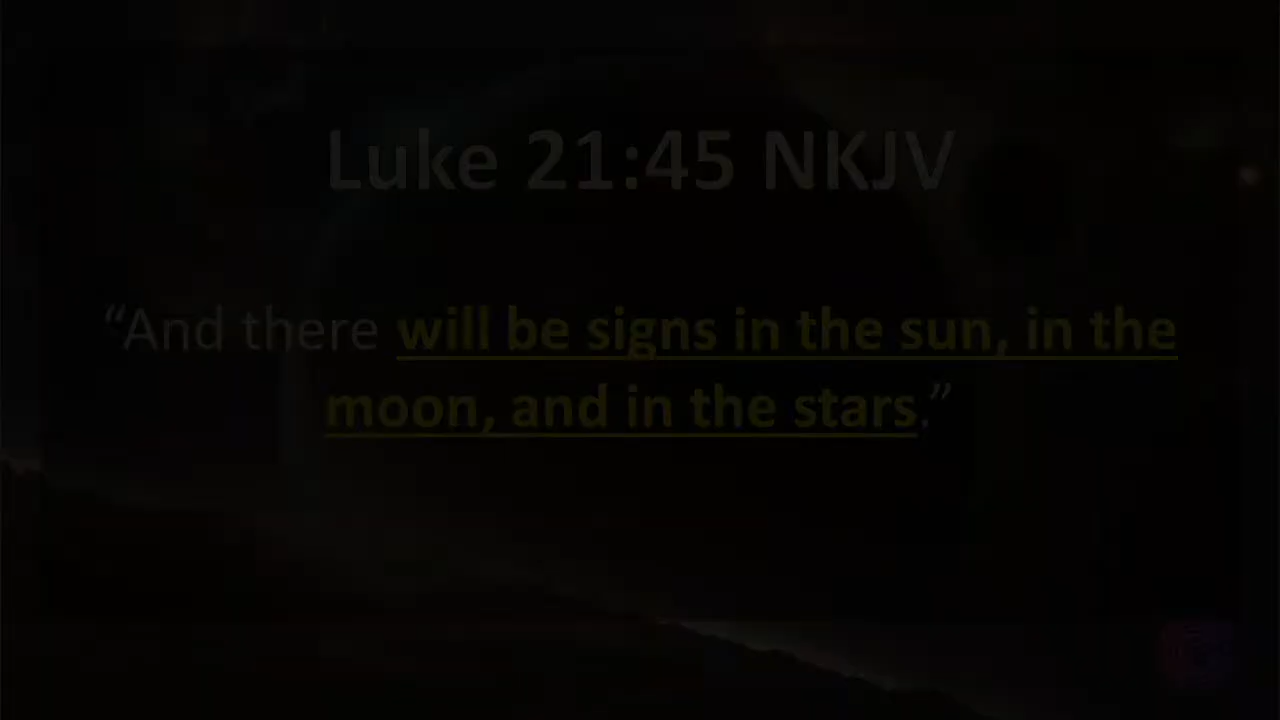 Luke 21:45 NKJV
“And there will be signs in the sun, in the
moon, and in the stars.”